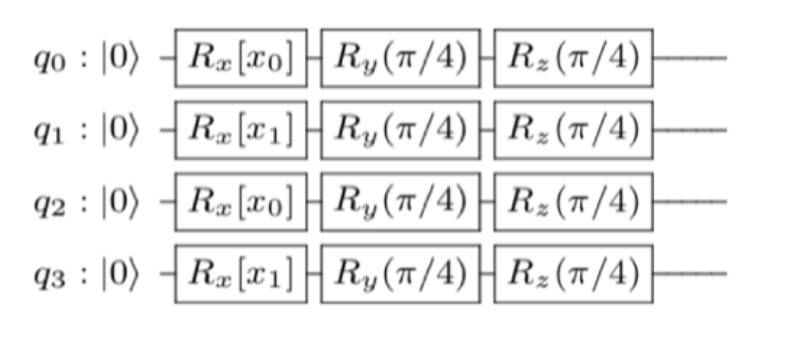 q0 : |0⟩ Rx[x0] Ry(π/4) Rz(π/4)
q1 : |0⟩ Rx[x1] Ry(π/4) Rz(π/4)
q2 : |0⟩ Rx[x0] Ry(π/4) Rz(π/4)
q3 : |0⟩ Rx[x1] Ry(π/4) Rz(π/4)